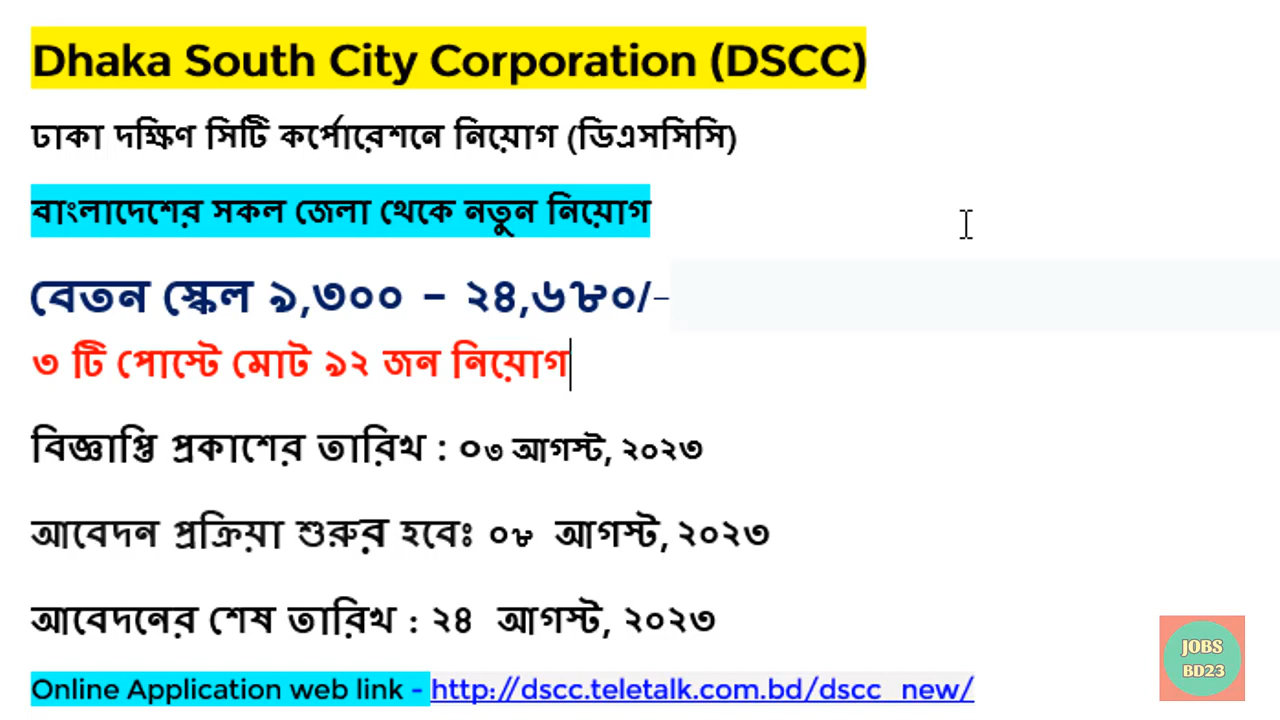 Dhaka South City Corporation (DSCC)
ঢাকা দক্ষিণ সিটি কর্পোরেশনে নিয়োগ (ডিএসসিসি)
বাংলাদেশের সকল জেলা থেকে নতুন নিয়োগ
বেতন স্কেল ৯,৩০০ – ২৪,৬৮০/-
৩ টি পোস্টে মোট ৯২ জন নিয়োগ
বিজ্ঞাপ্তি প্রকাশের তারিখ : ০৩ আগস্ট, ২০২৩
আবেদন প্রক্রিয়া শুরুর হবেঃ ০৮ আগস্ট, ২০২৩
আবেদনের শেষ তারিখ : ২৪ আগস্ট, ২০২৩
Online Application web link - http://dscc.teletalk.com.bd/dscc_new/
JOBS
BD23